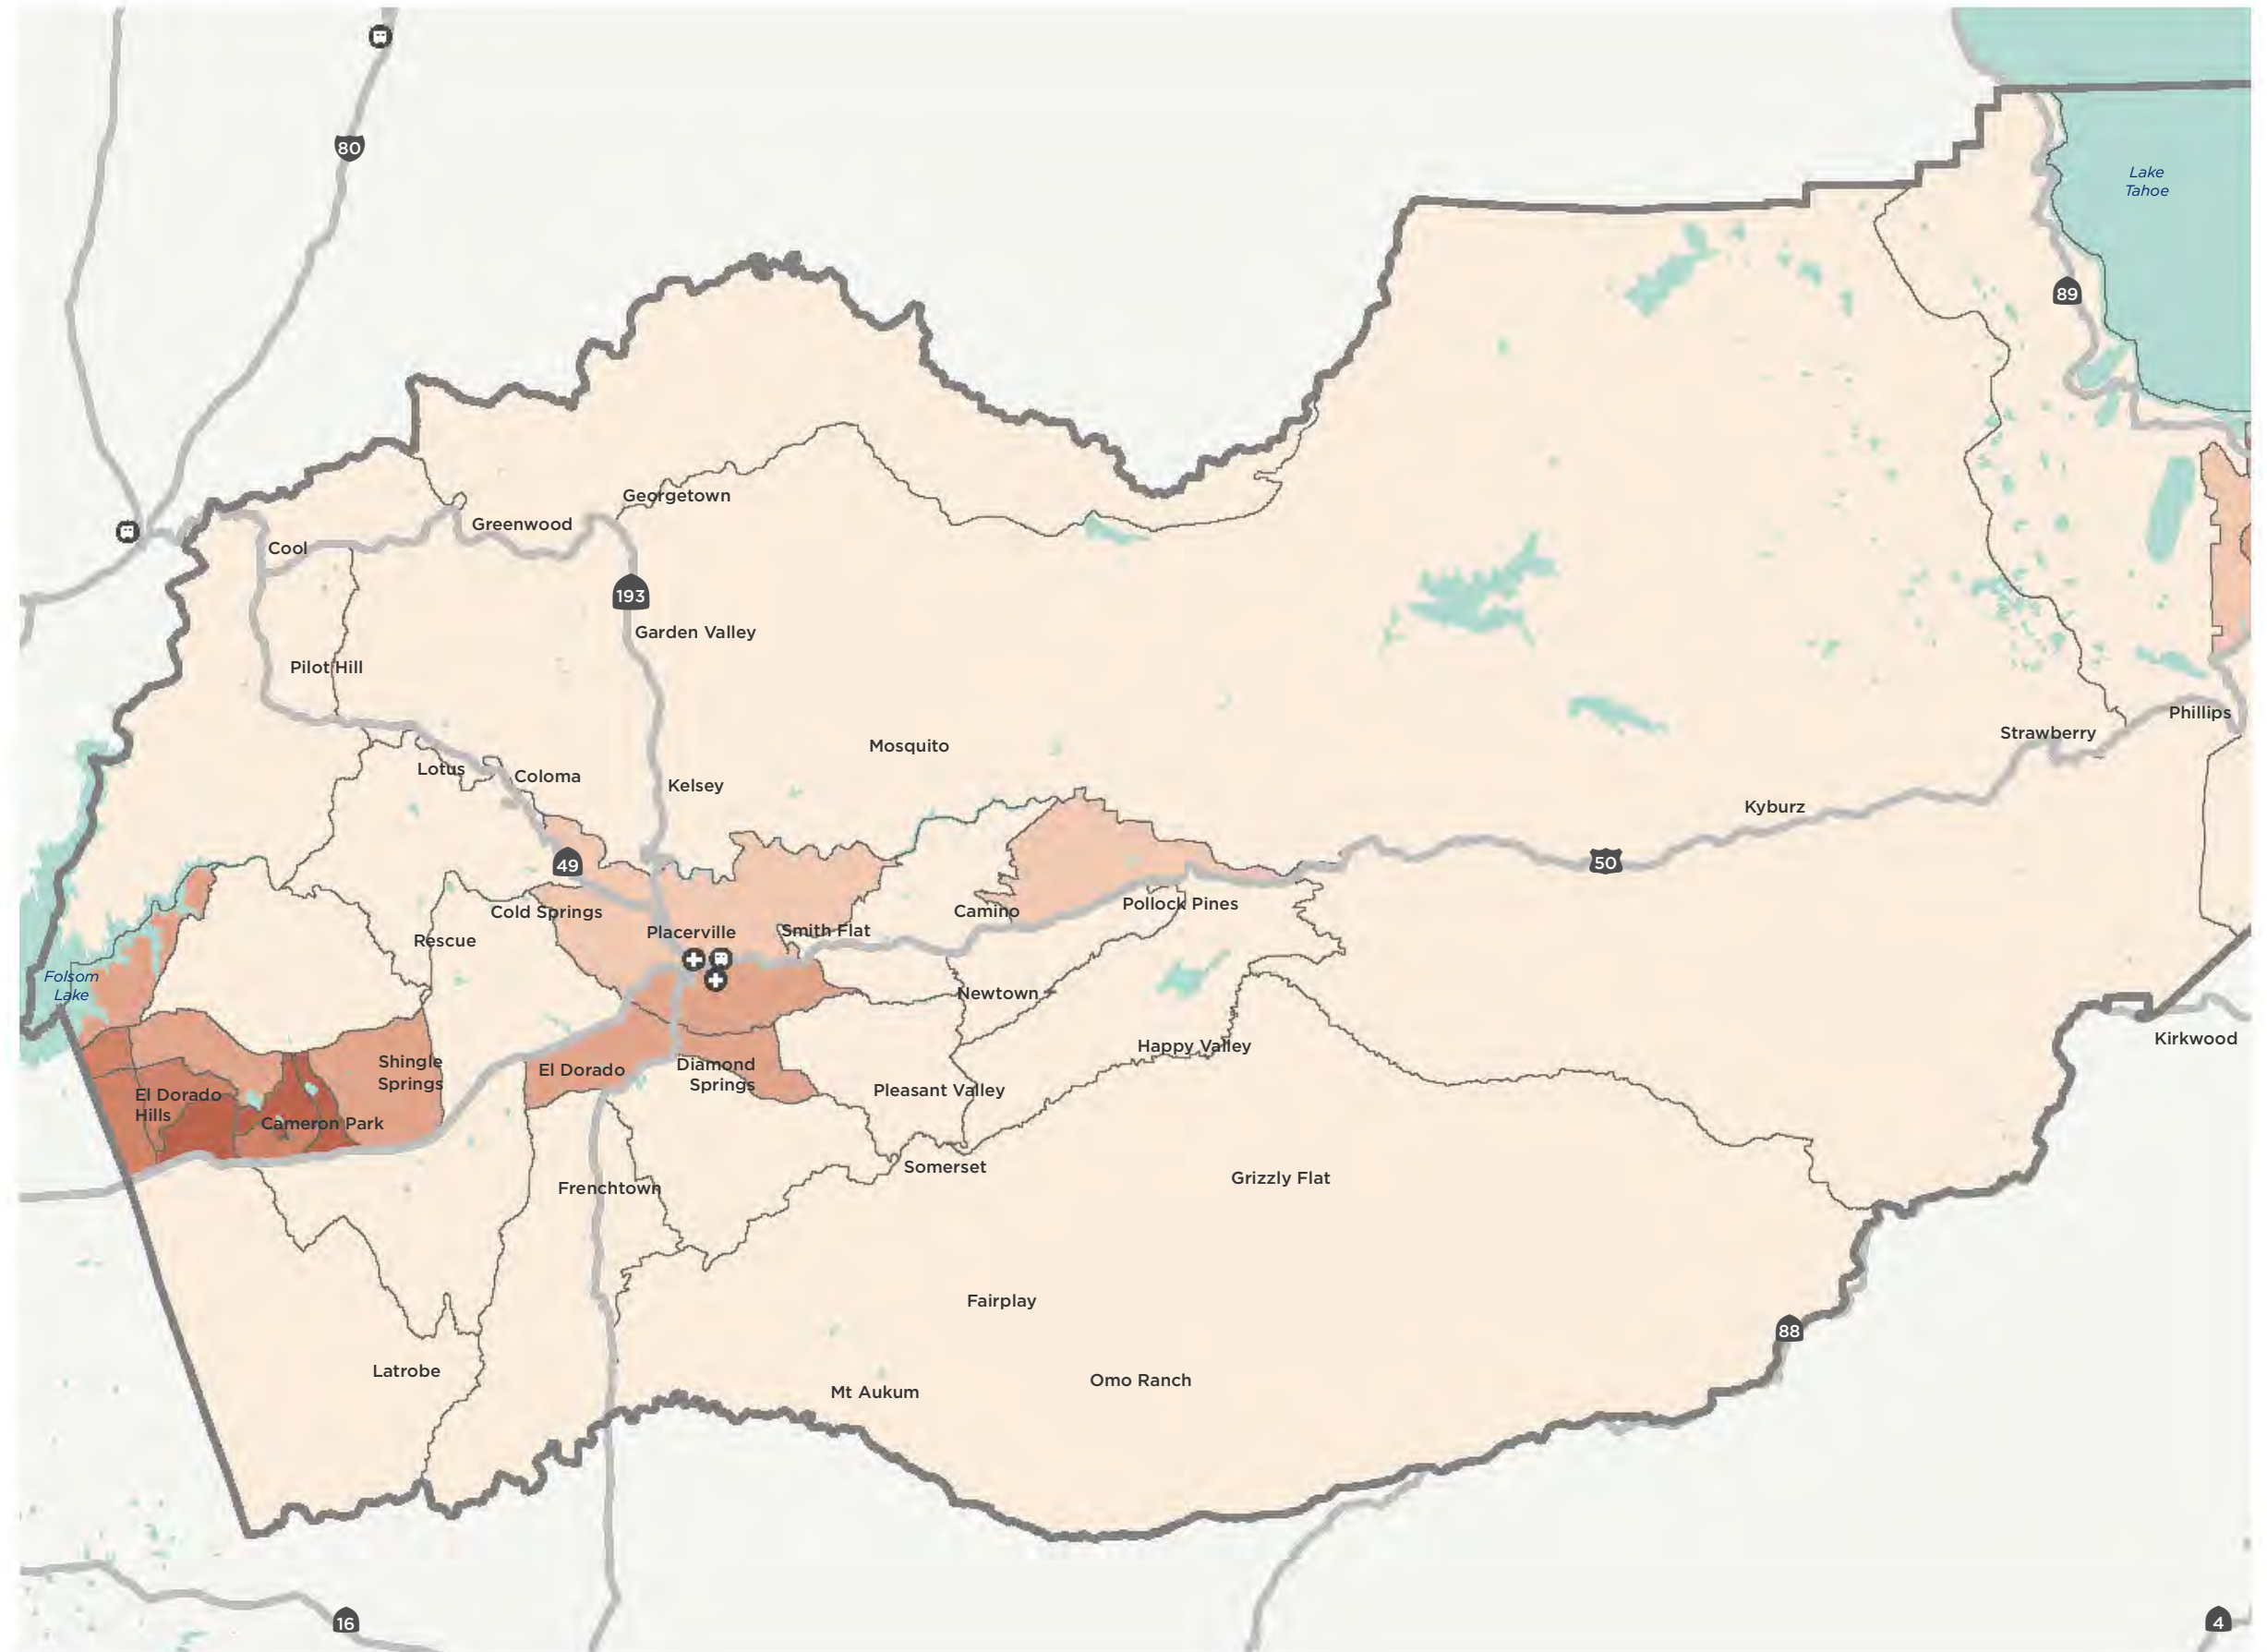 80
Lake
Tahoe
89
Georgetown
Greenwood
Cool
193
Garden Valley
Pilot Hill
Phillips
Strawberry
Mosquito
Lotus
Coloma
Kelsey
Kyburz
49
50
Cold Springs
Camino
Pollock Pines
Rescue
Placerville
Smith Flat
Folsom
Lake
Newtown
Kirkwood
Happy Valley
Shingle
Springs
El Dorado
Diamond
Springs
Pleasant Valley
El Dorado
Hills
Cameron Park
Somerset
Grizzly Flat
Frenchtown
Fairplay
88
Latrobe
Omo Ranch
Mt Aukum
16
4